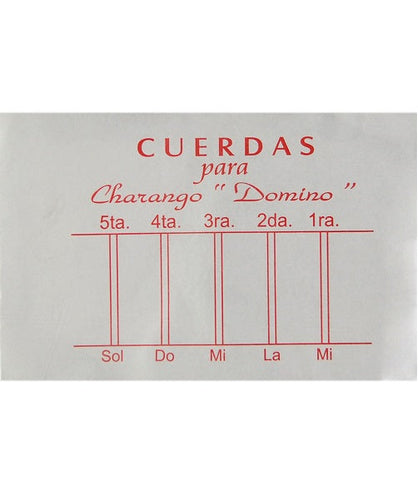 CUERDAS
para
Charango " Domino "
5ta. 4ta. 3ra. 2da. 1ra.
Sol Do Mi La Mi